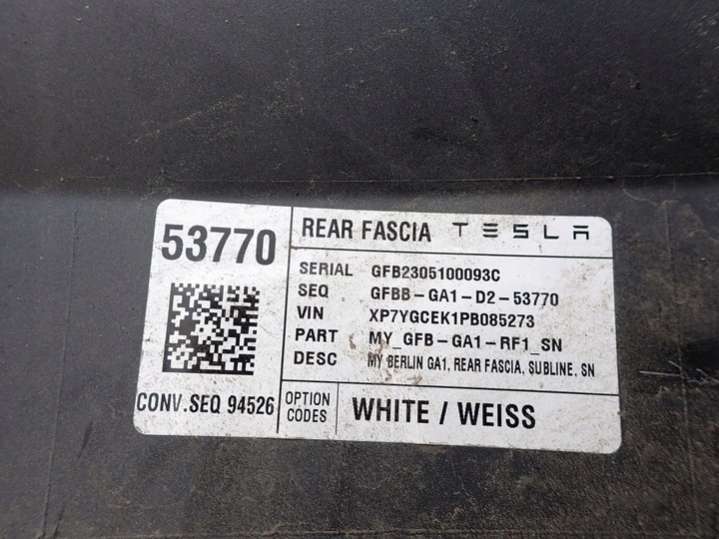 53770
REAR FASCIA TESLA
SERIAL GFB2305100093C
SEQ GFBB-GA1-D2-53770
VIN XP7YGCEK1PB085273
PART MY_GFB-GA1-RF1_SN
DESC MY BERLIN GA1, REAR FASCIA, SUBLINE, SN
CONV.SEQ 94526
OPTION CODES WHITE / WEISS